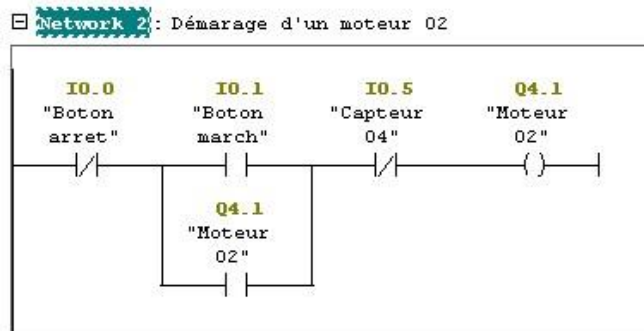 Network 2: Démarage d'un moteur 02
I0.0 I0.1 I0.5 Q4.1
"Boton "Boton "Capteur "Moteur
arret" march" 04" 02"
Q4.1
"Moteur
02"